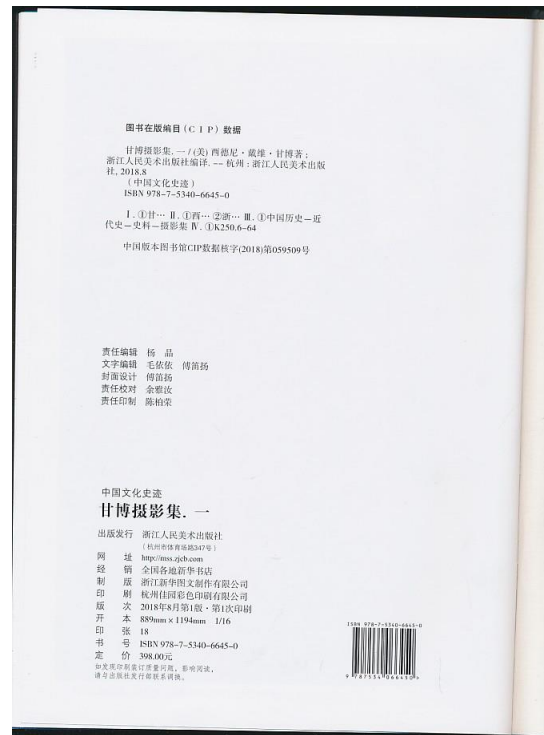 图书在版编目（CIP）数据
甘博摄影集. 一 / (美) 西德尼·戴维·甘博著；
浙江人民美术出版社编译. -- 杭州：浙江人民美术出版
社, 2018.8
（中国文化史迹）
ISBN 978-7-5340-6645-0
Ⅰ. ①甘… Ⅱ. ①西… ②浙… Ⅲ. ①中国历史－近
代史－史料－摄影集 Ⅳ. ①K250.6-64
中国版本图书馆CIP数据核字(2018)第059509号
责任编辑 杨 晶
文字编辑 毛依依 傅笛扬
封面设计 傅笛扬
责任校对 余雅汝
责任印制 陈柏荣
中国文化史迹
甘博摄影集. 一
出版发行 浙江人民美术出版社
（杭州市体育场路347号）
网 址 http://mss.zjcb.com
经 销 全国各地新华书店
制 版 浙江新华图文制作有限公司
印 刷 杭州佳园彩色印刷有限公司
版 次 2018年8月第1版·第1次印刷
开 本 889mm×1194mm 1/16
印 张 18
书 号 ISBN 978-7-5340-6645-0
定 价 398.00元
如发现印刷装订质量问题，影响阅读，
请与出版社发行部联系调换。
ISBN 978-7-5340-6645-0
9 787534 066450 >